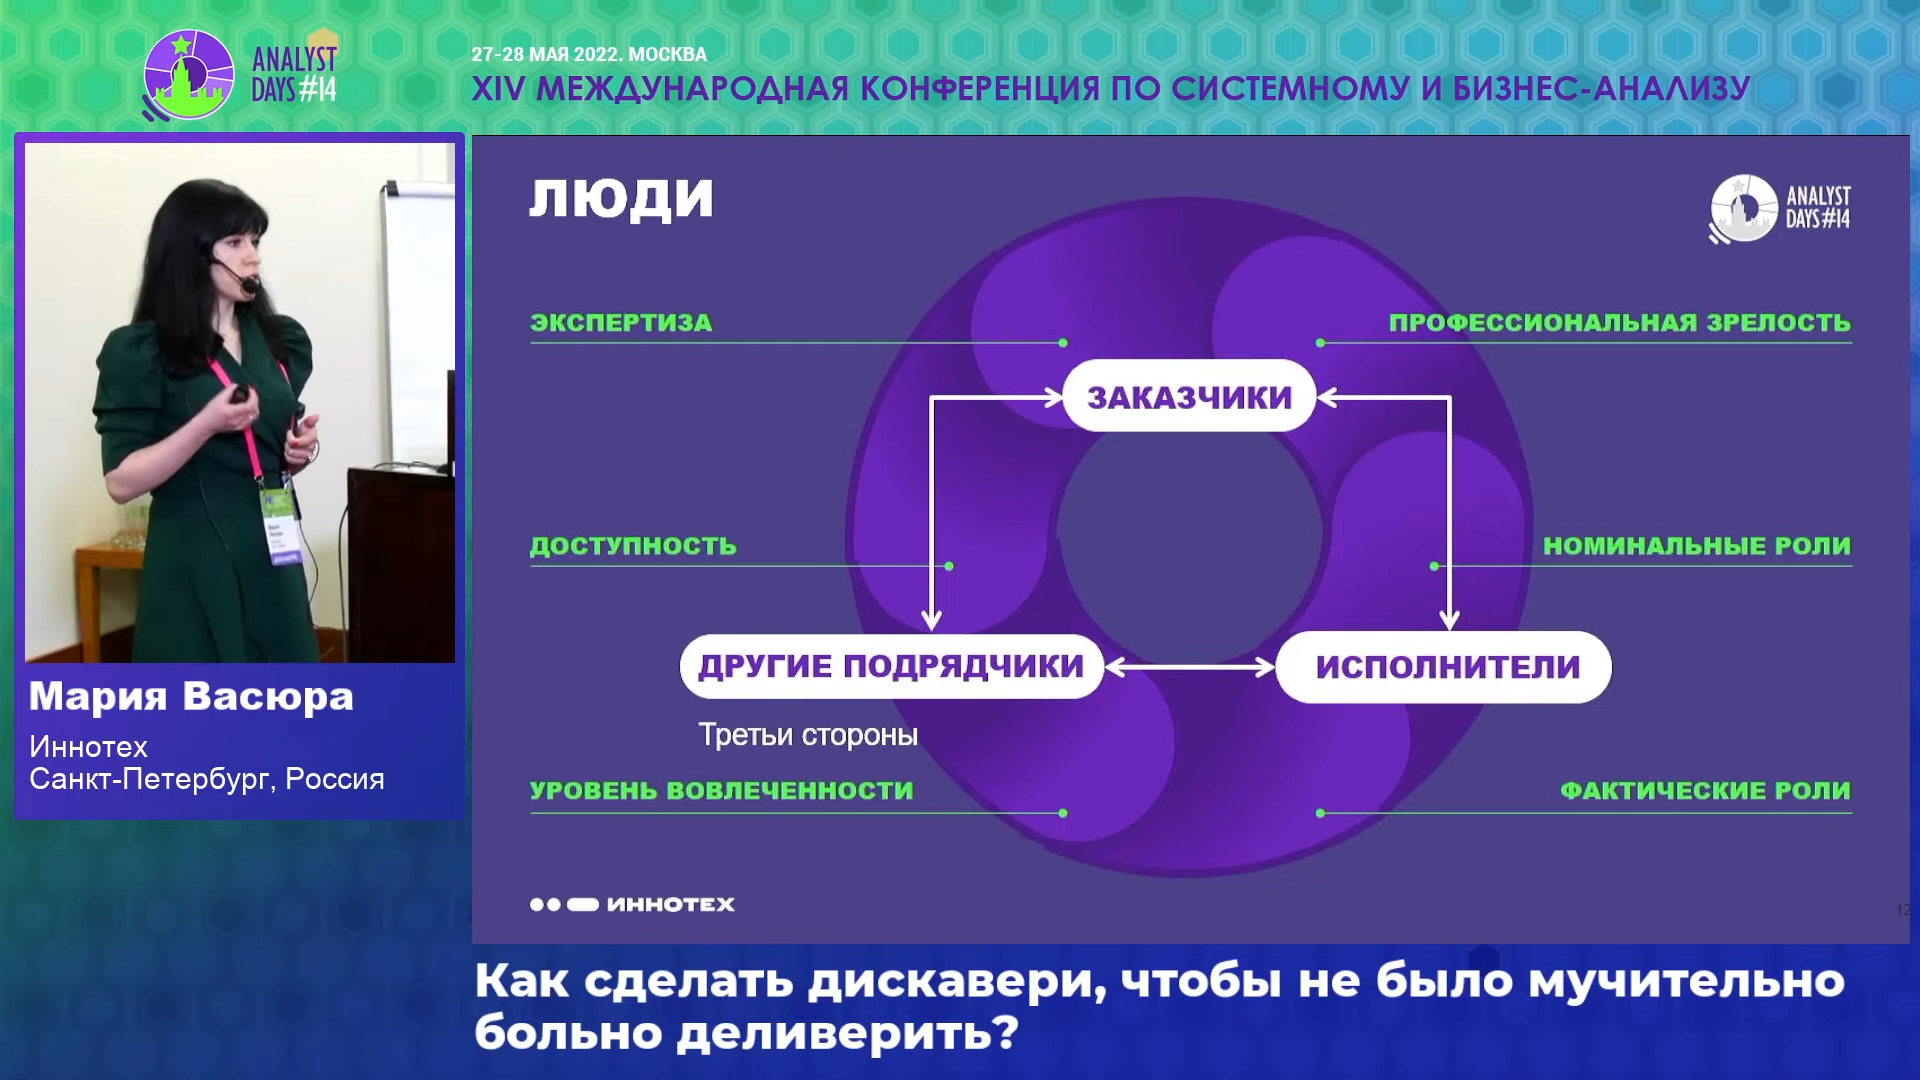 ANALYST
DAYS#14
27-28 МАЯ 2022. МОСКВА
XIV МЕЖДУНАРОДНАЯ КОНФЕРЕНЦИЯ ПО СИСТЕМНОМУ И БИЗНЕС-АНАЛИЗУ
Мария Васюра
Иннотех
Санкт-Петербург, Россия
ЛЮДИ
ANALYST
DAYS#14
ЭКСПЕРТИЗА
ПРОФЕССИОНАЛЬНАЯ ЗРЕЛОСТЬ
ЗАКАЗЧИКИ
ДОСТУПНОСТЬ
НОМИНАЛЬНЫЕ РОЛИ
ДРУГИЕ ПОДРЯДЧИКИ
ИСПОЛНИТЕЛИ
Третьи стороны
УРОВЕНЬ ВОВЛЕЧЕННОСТИ
ФАКТИЧЕСКИЕ РОЛИ
ИННОТЕХ
12
Как сделать дискавери, чтобы не было мучительно
больно деливерить?